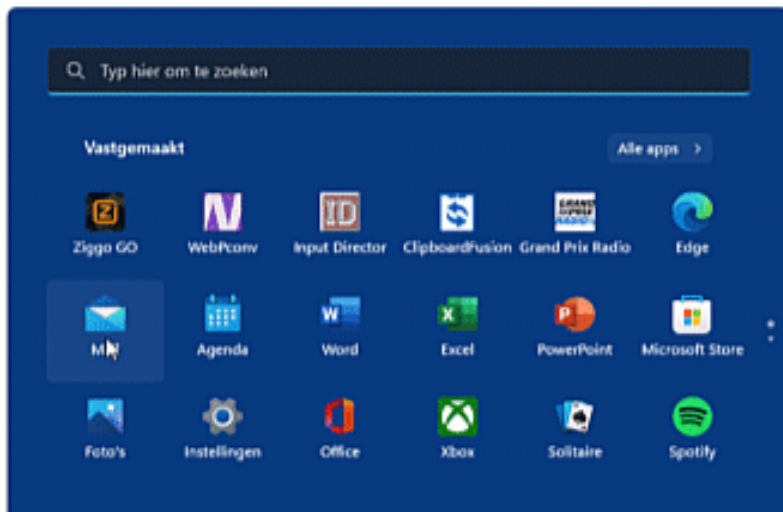 Typ hier om te zoeken
Vastgemaakt
Alle apps
Ziggo GO WebPconv Input Director ClipboardFusion Grand Prix Radio Edge
Agenda Word Excel PowerPoint Microsoft Store
Foto's Instellingen Office Xbox Solitaire Spotify